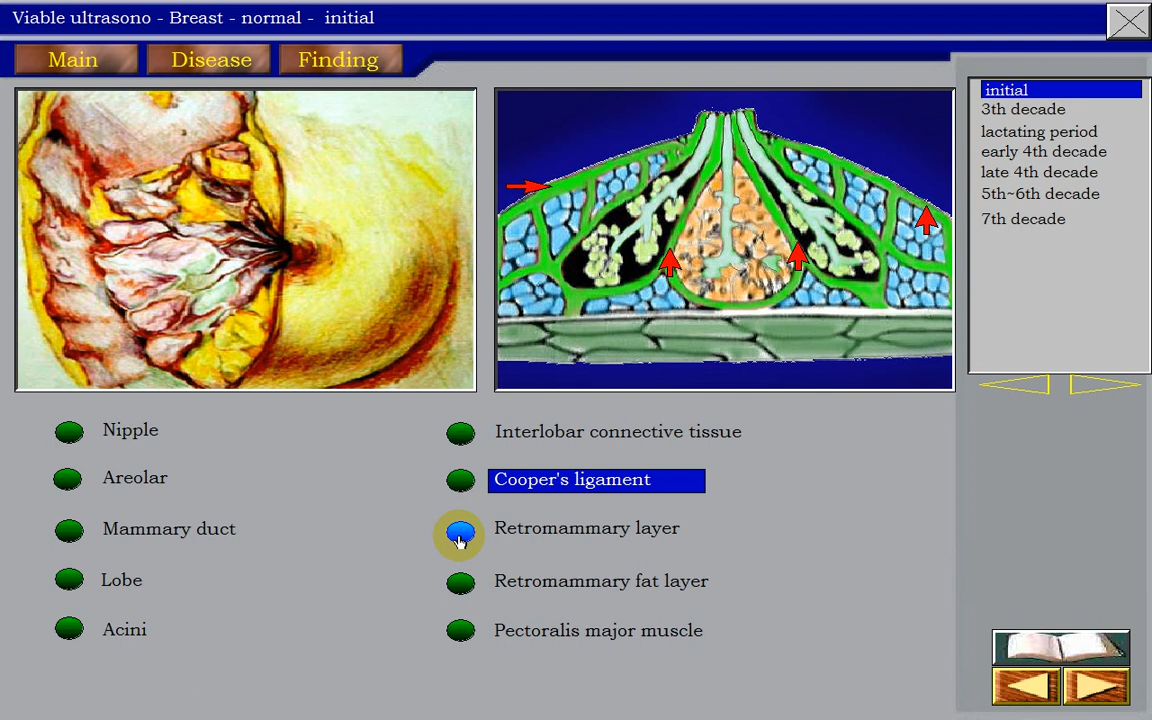 Viable ultrasono - Breast - normal -  initial
Main
Disease
Finding
initial
3th decade
lactating period
early 4th decade
late 4th decade
5th~6th decade
7th decade
Nipple
Areolar
Mammary duct
Lobe
Acini
Interlobar connective tissue
Cooper's ligament
Retromammary layer
Retromammary fat layer
Pectoralis major muscle